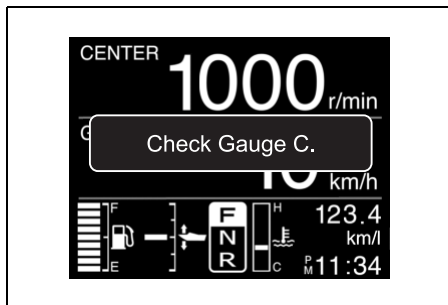 CENTER
1000 r/min
G
Check Gauge C.
km/h
F
E
F
N
R
H
C
123.4
km/l
PM 11:34